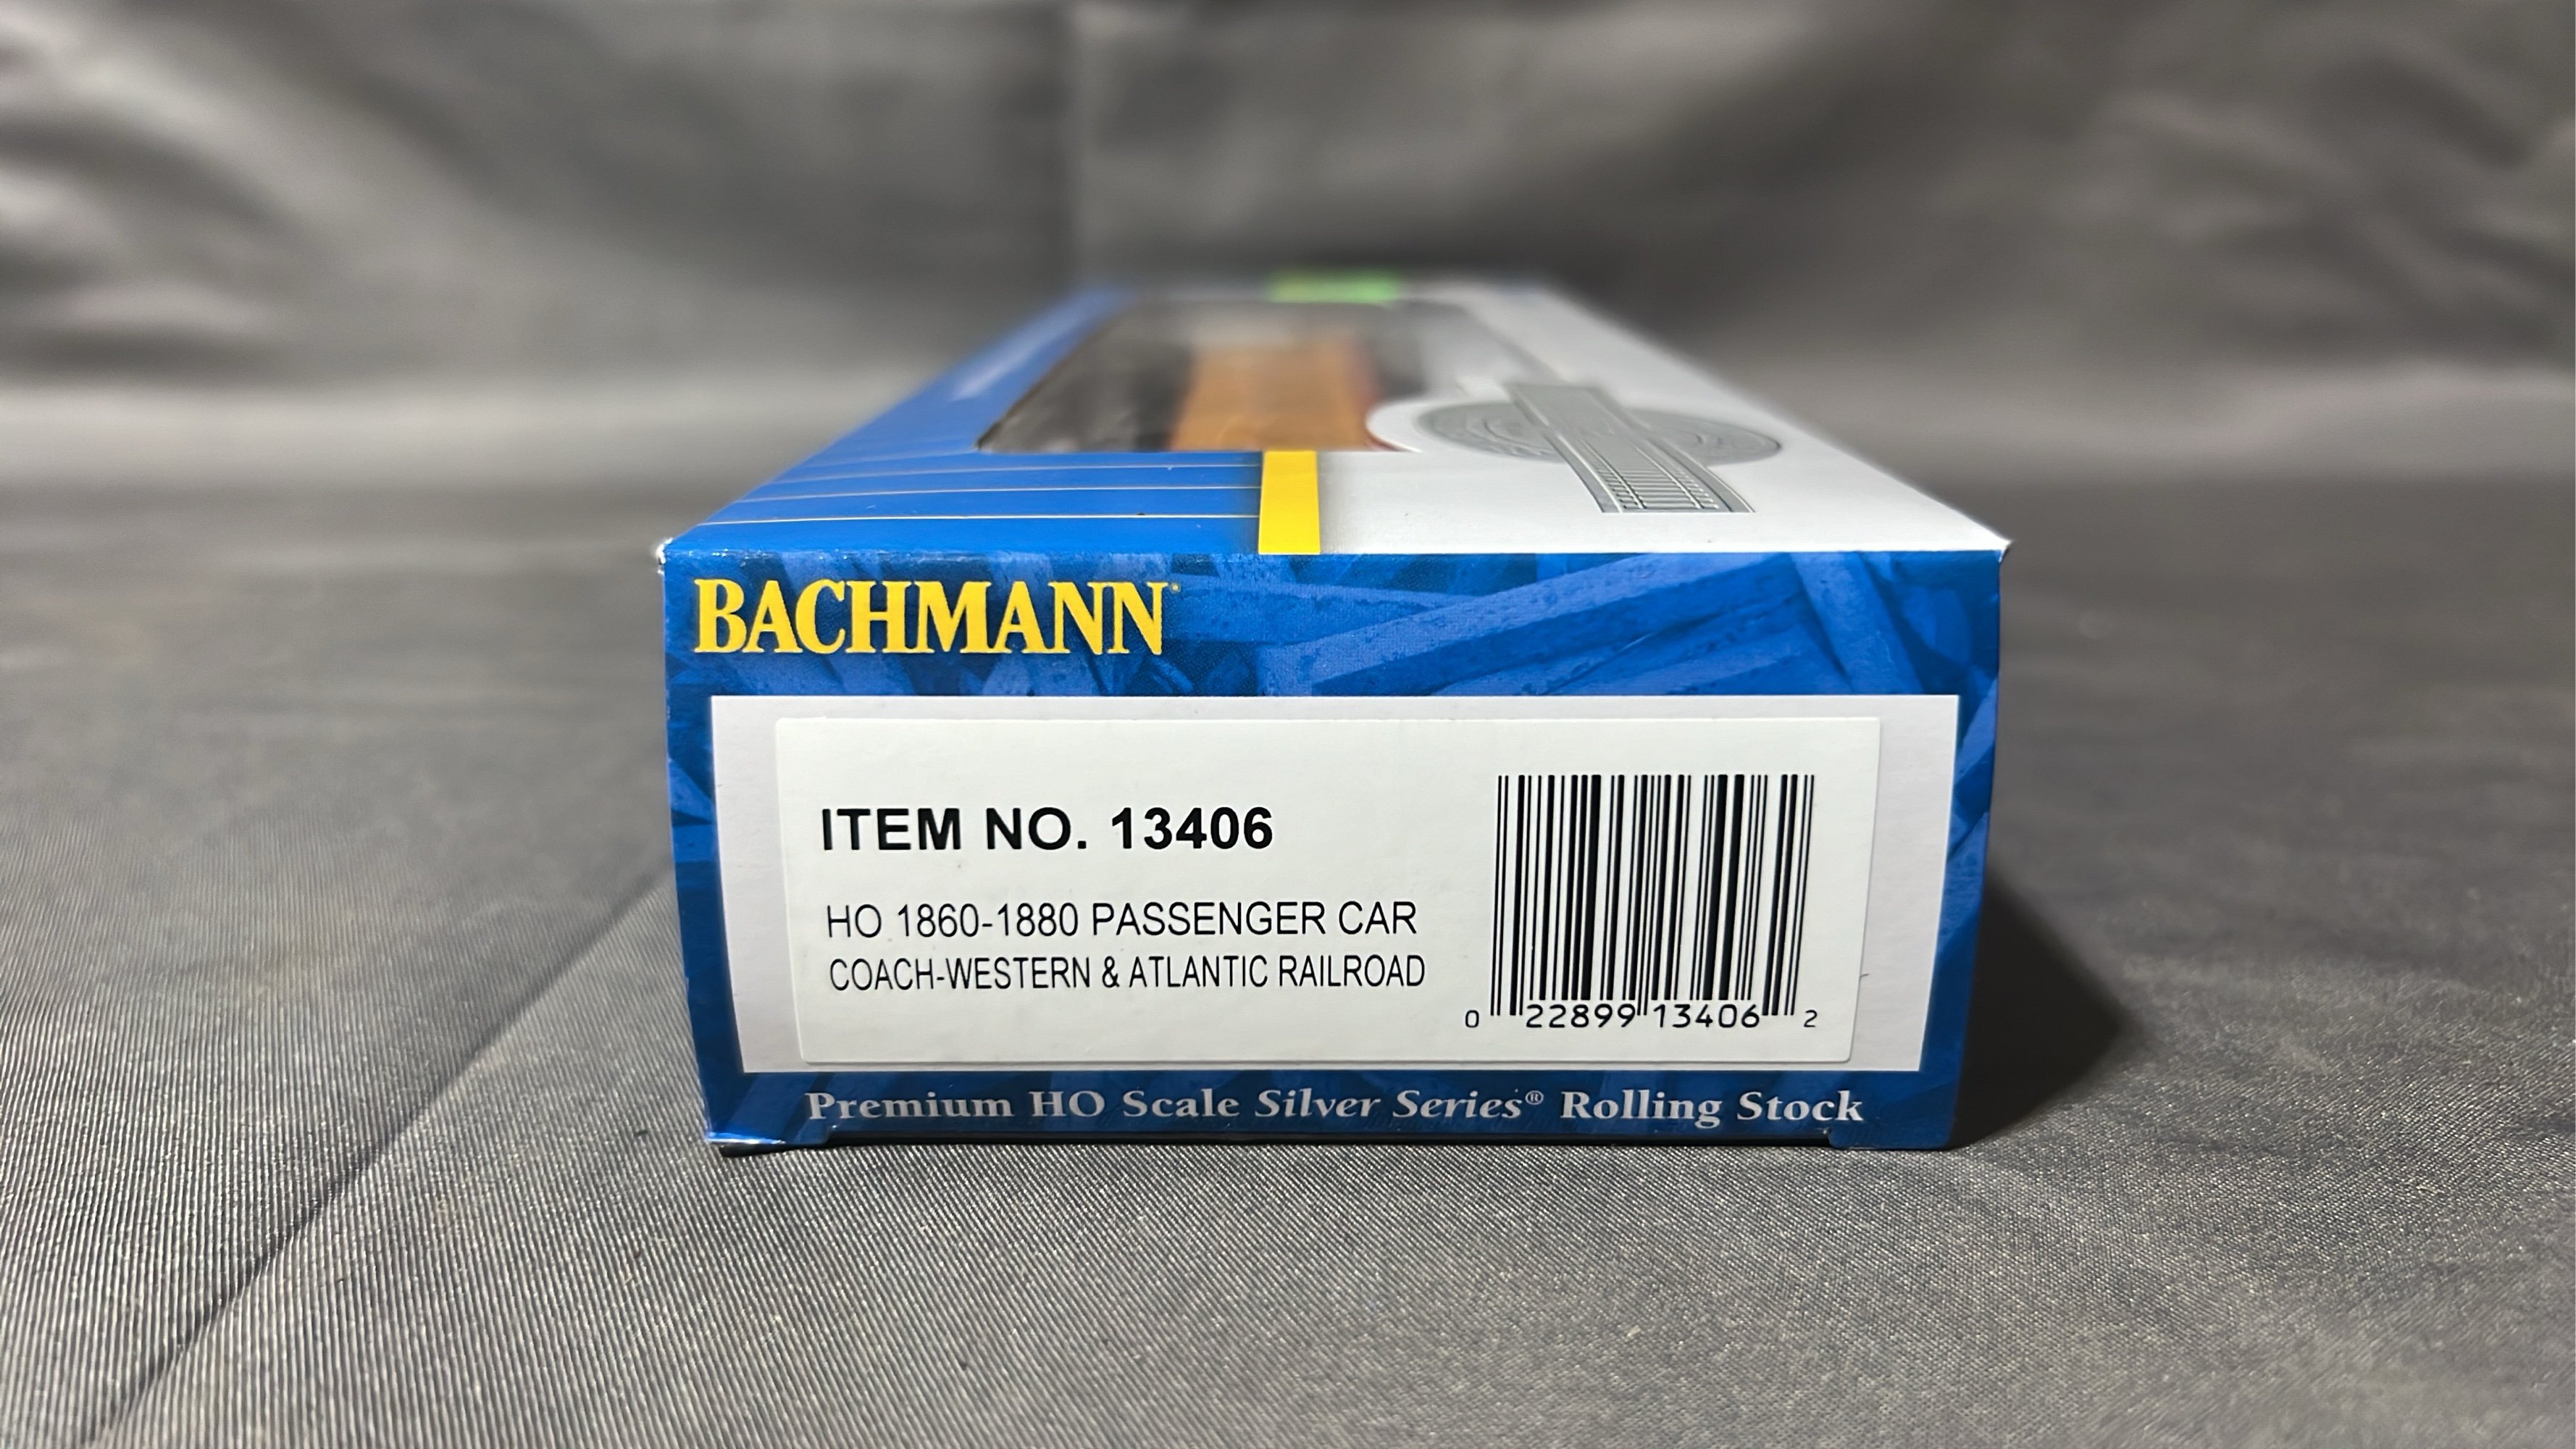 BACHMANN
ITEM NO. 13406
HO 1860-1880 PASSENGER CAR
COACH-WESTERN & ATLANTIC RAILROAD
0 22899 13406 2
Premium HO Scale Silver Series® Rolling Stock